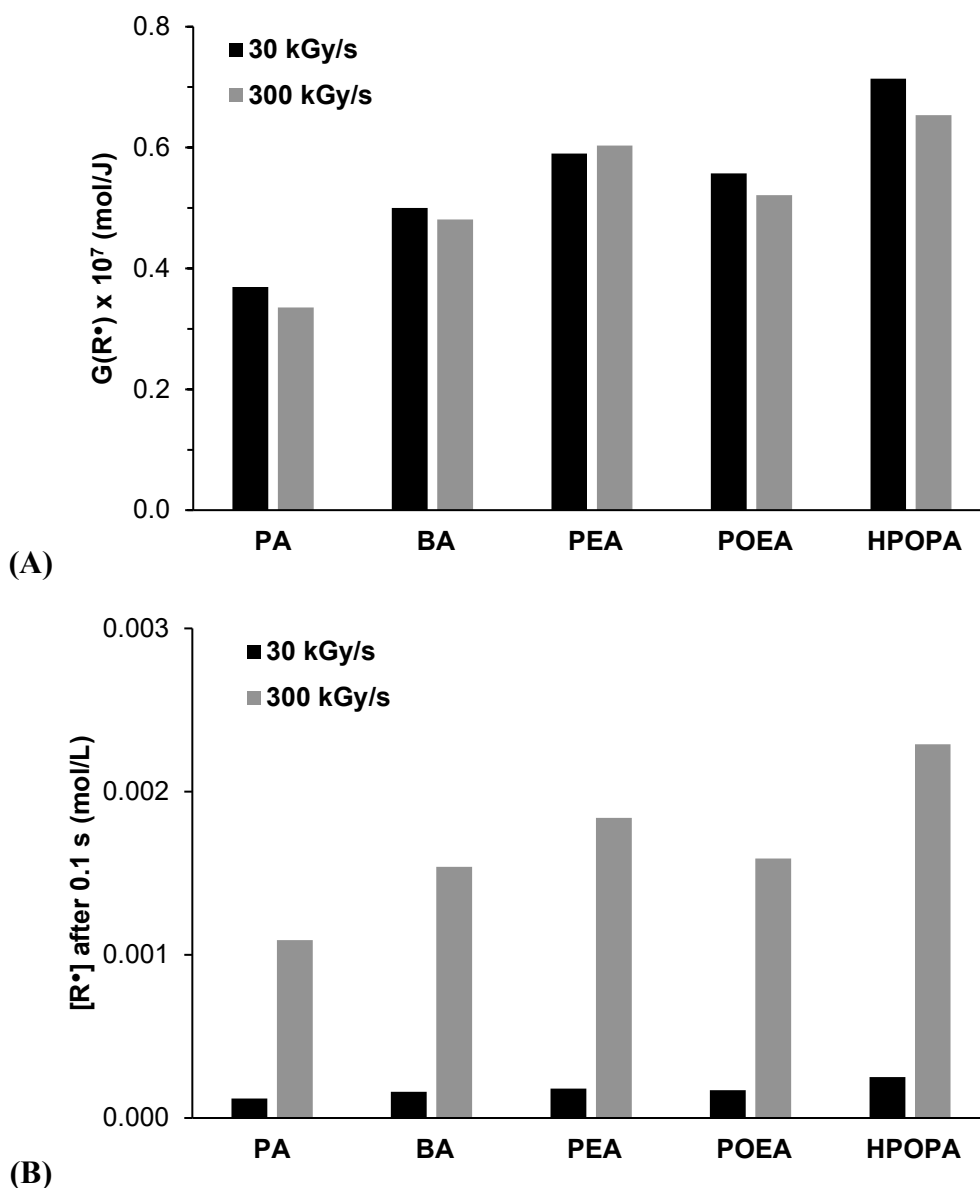 0.8
30 kGy/s
300 kGy/s
0.6
0.4
0.2
0.0
G(R•) x 10⁷ (mol/J)
PA BA PEA POEA HPOPA
(A)
0.003
30 kGy/s
300 kGy/s
0.002
0.001
0.000
[R•] after 0.1 s (mol/L)
PA BA PEA POEA HPOPA
(B)